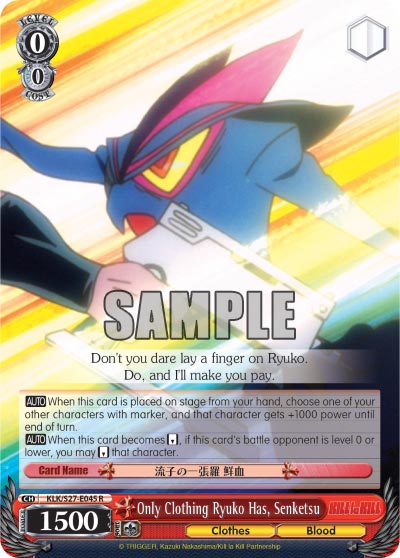 LEVEL
0
0
COST
SAMPLE
Don't you dare lay a finger on Ryuko.
Do, and I'll make you pay.
AUTO When this card is placed on stage from your hand, choose one of your
other characters with marker, and that character gets +1000 power until
end of turn.
AUTO When this card becomes , if this card's battle opponent is level 0 or
lower, you may that character.
Card Name 流子の一張羅 鮮血
CH KLK/S27-E045 R
POWER 1500 SOUL Only Clothing Ryuko Has, Senketsu KILL la KILL
Clothes Blood
© TRIGGER, Kazuki Nakashima/Kill la Kill Partnership